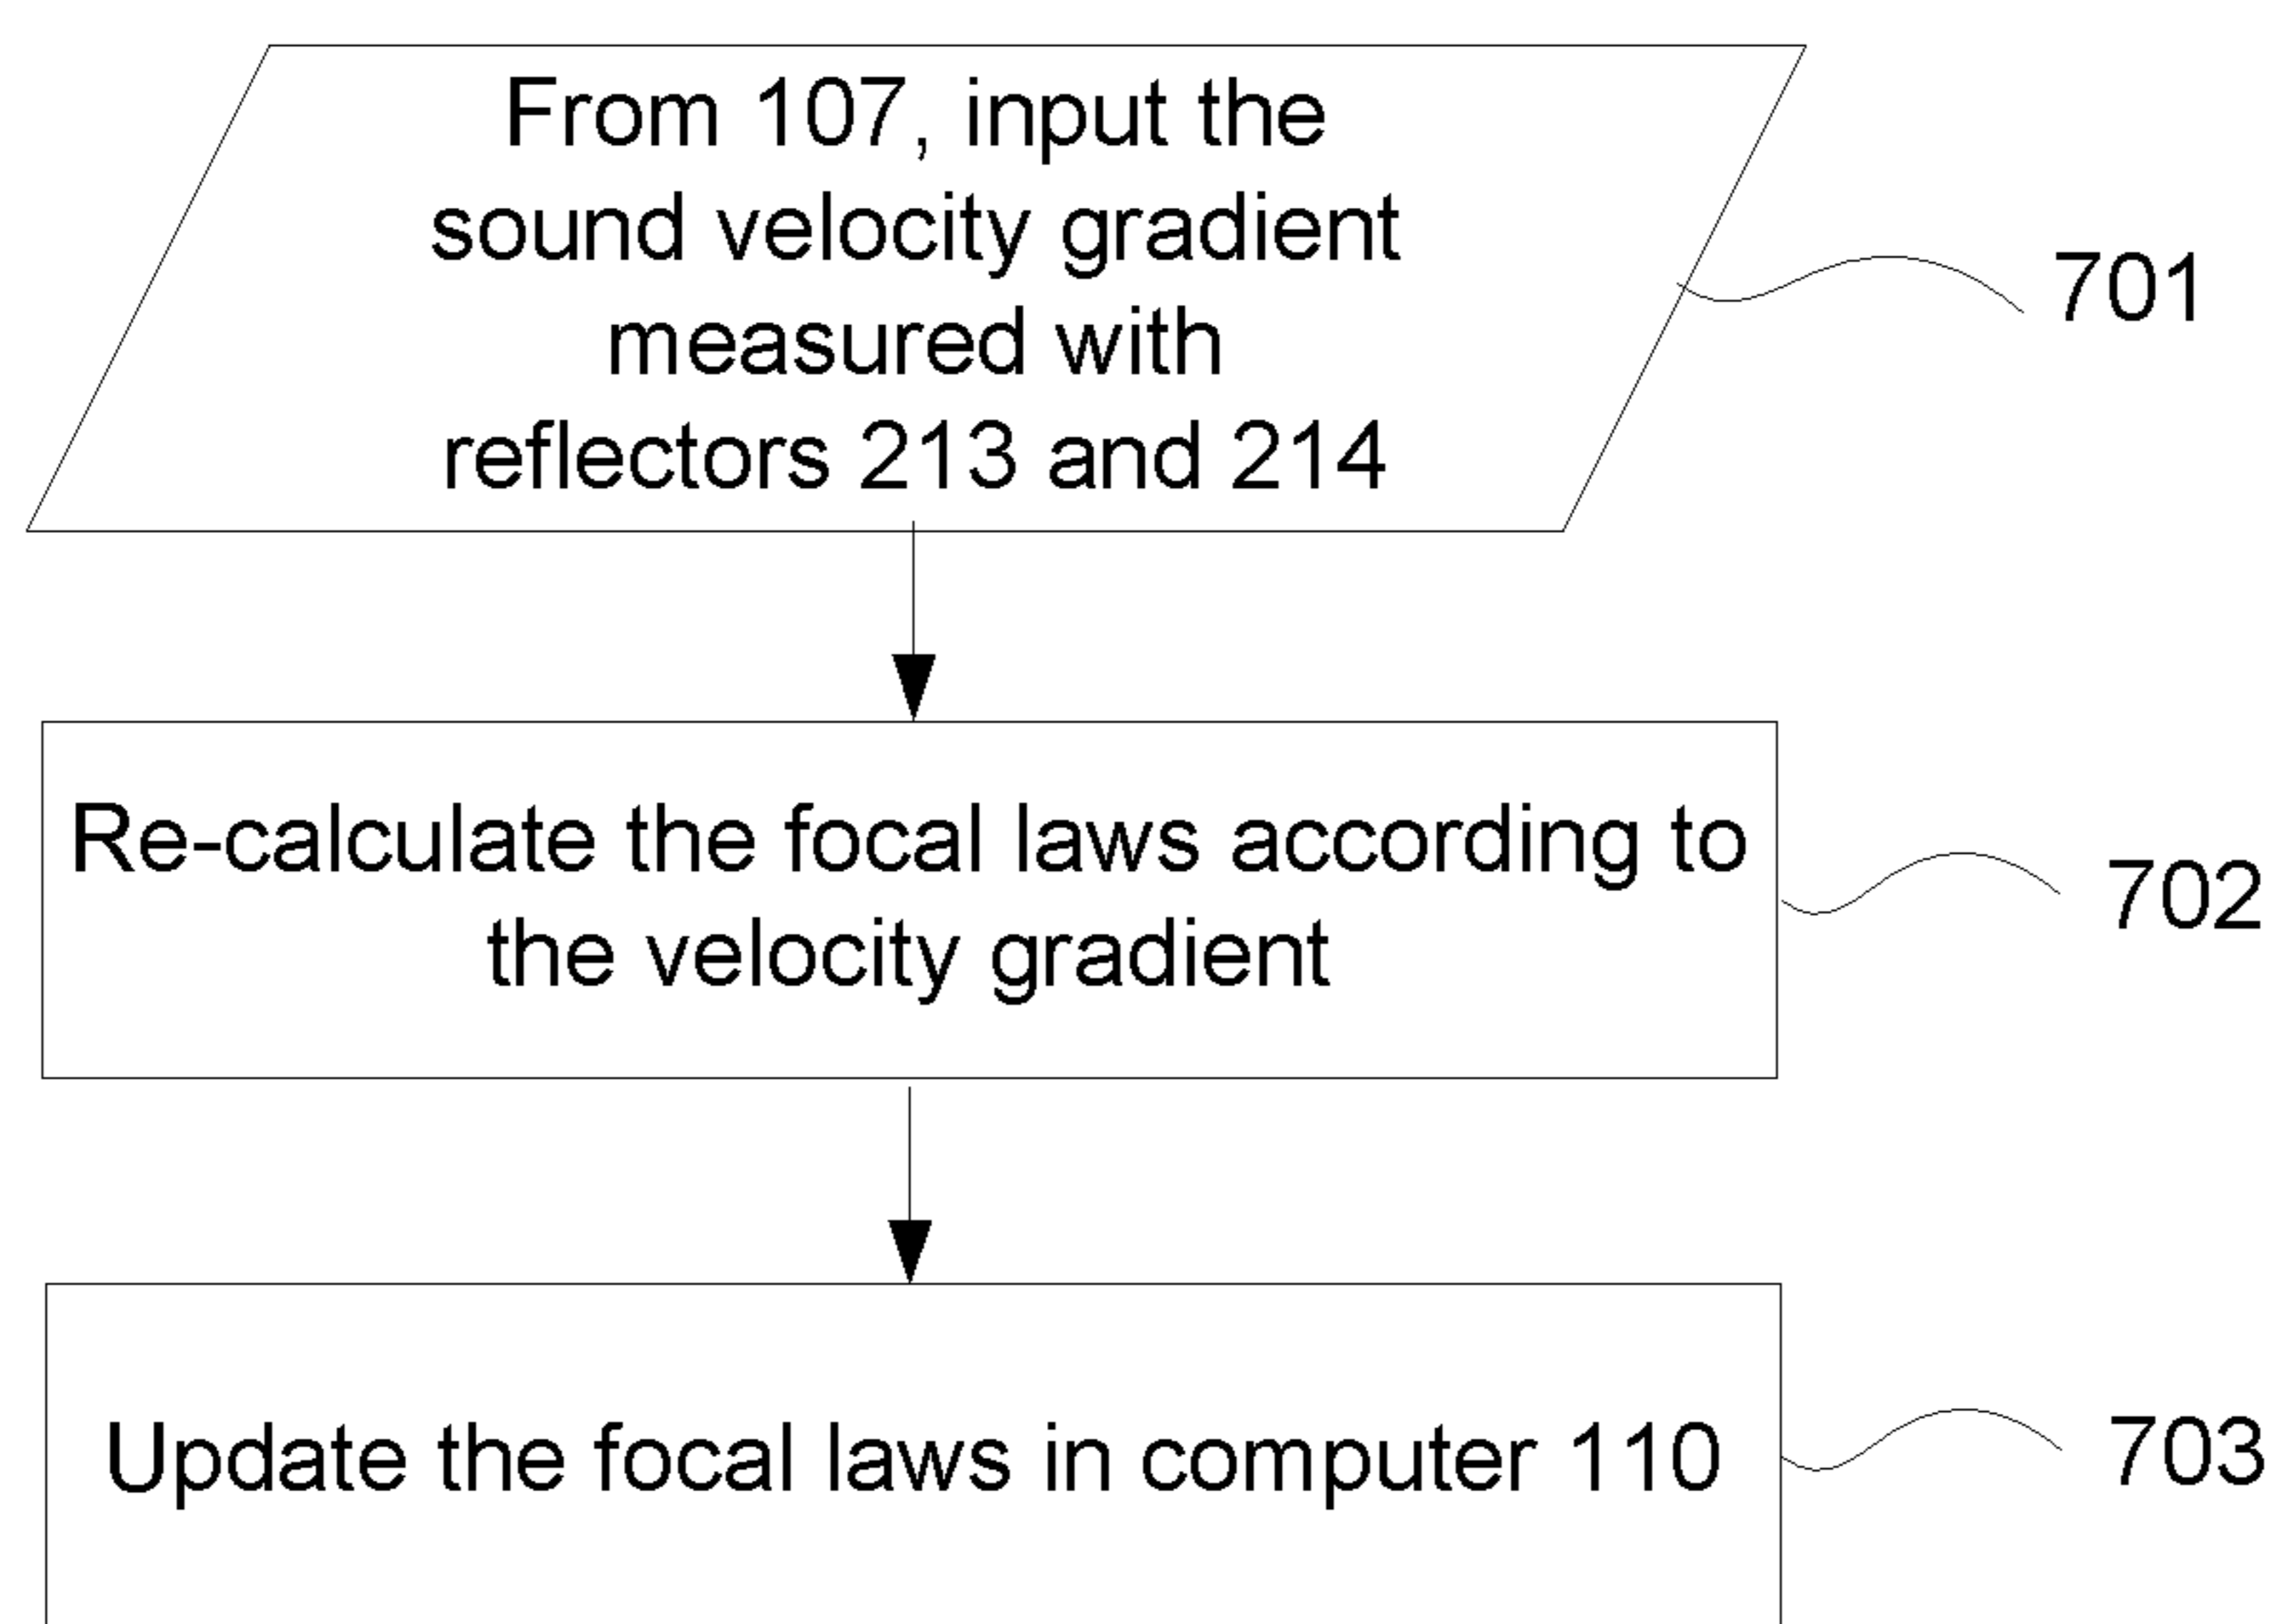 From 107, input the
sound velocity gradient
measured with
reflectors 213 and 214
701
Re-calculate the focal laws according to
the velocity gradient
702
Update the focal laws in computer 110
703